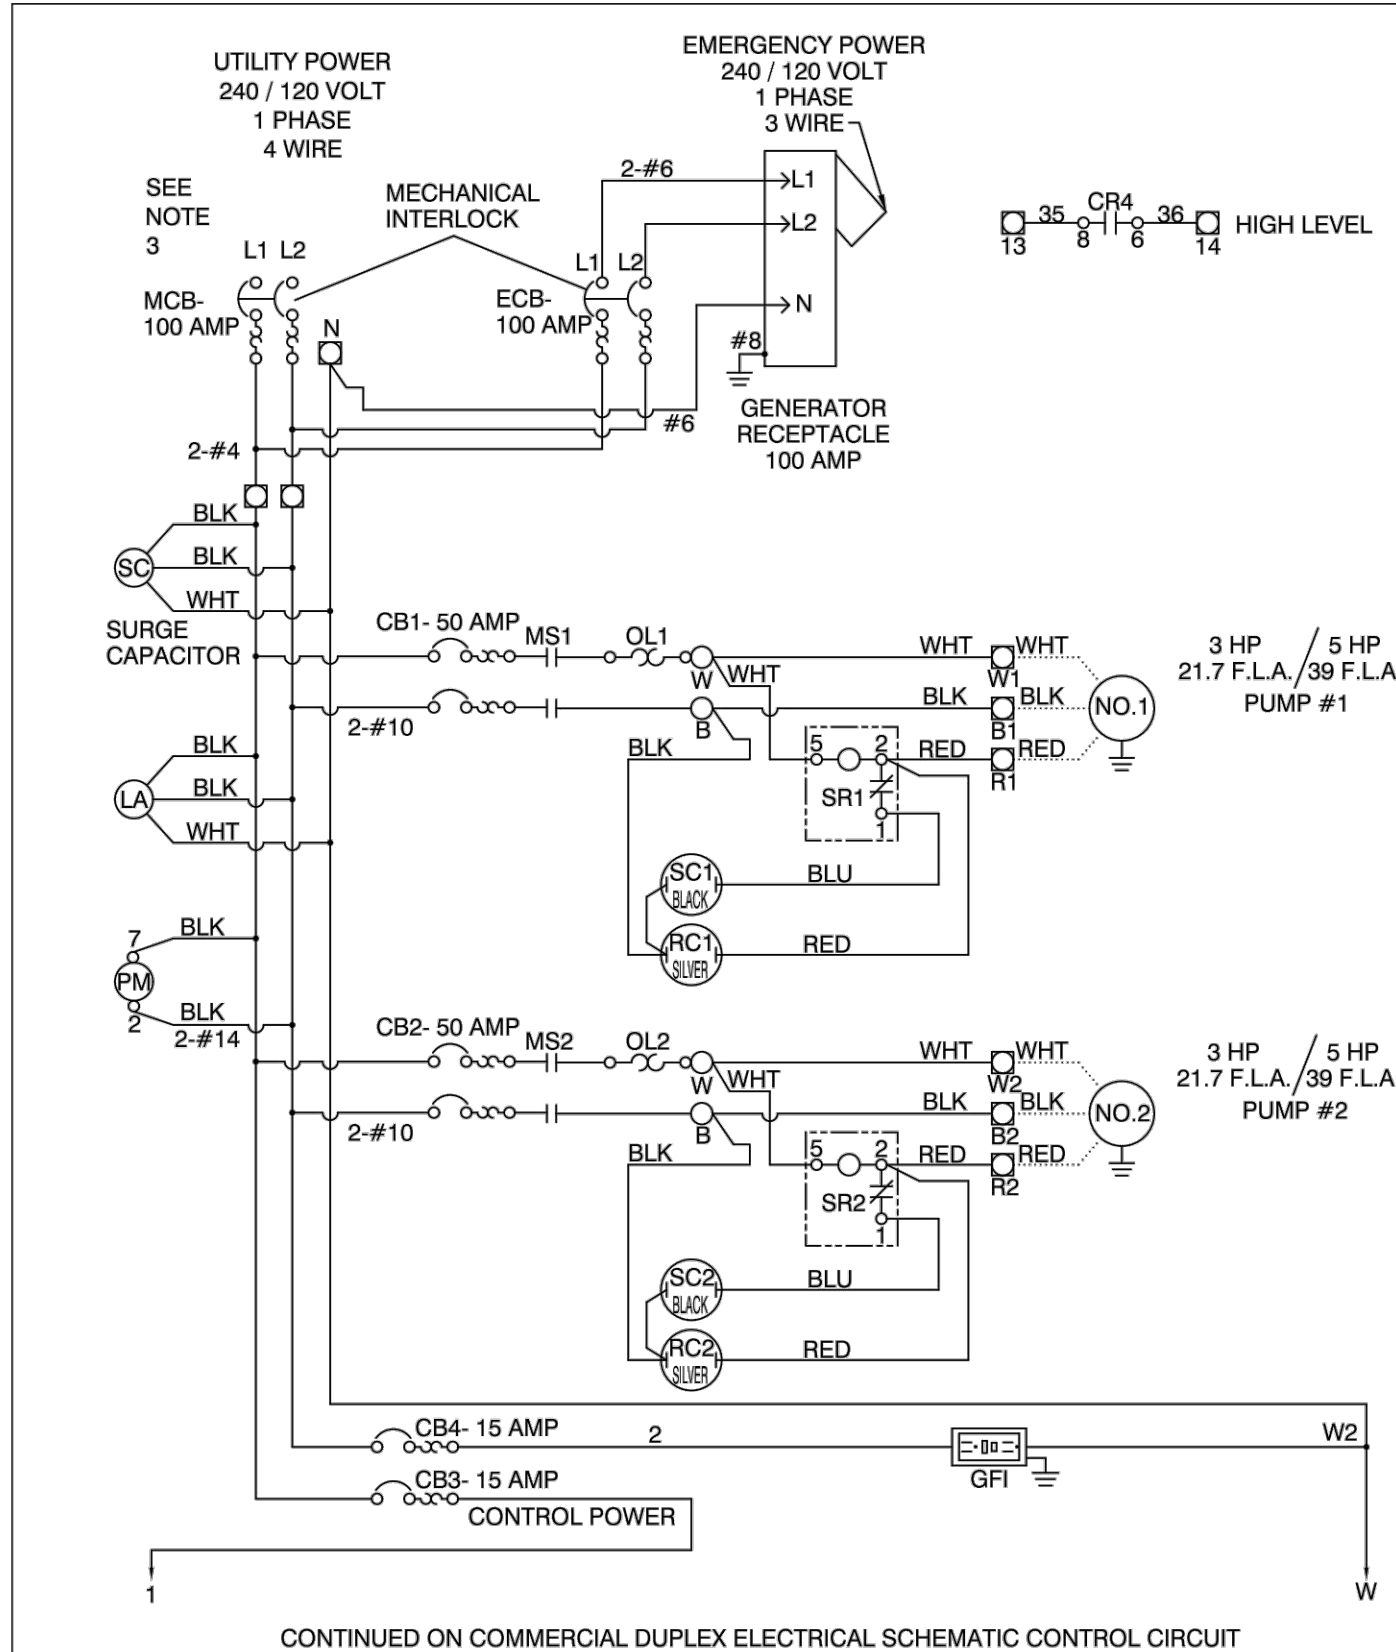 UTILITY POWER
240 / 120 VOLT
1 PHASE
4 WIRE
EMERGENCY POWER
240 / 120 VOLT
1 PHASE
3 WIRE
SEE
NOTE
3
MECHANICAL
INTERLOCK
2-#6
L1
L2
N
L1 L2
MCB-
100 AMP
N
L1 L2
ECB-
100 AMP
#8
35 CR4 36
13 8 6 14
HIGH LEVEL
#6
GENERATOR
RECEPTACLE
100 AMP
2-#4
BLK
SC
BLK
WHT
SURGE
CAPACITOR
CB1- 50 AMP
MS1
OL1
W
WHT
WHT
W1
WHT
2-#10
B
BLK
BLK
B1
BLK
NO.1
3 HP / 5 HP
21.7 F.L.A. / 39 F.L.A
PUMP #1
5
2
RED
R1
RED
SR1
1
BLK
LA
BLK
WHT
SC1
BLACK
BLU
RC1
SILVER
RED
7
BLK
PM
BLK
2
2-#14
CB2- 50 AMP
MS2
OL2
W
WHT
WHT
W2
WHT
2-#10
B
BLK
BLK
B2
BLK
NO.2
3 HP / 5 HP
21.7 F.L.A. / 39 F.L.A
PUMP #2
5
2
RED
R2
RED
SR2
1
SC2
BLACK
BLU
RC2
SILVER
RED
CB4- 15 AMP
2
GFI
W2
CB3- 15 AMP
CONTROL POWER
1
W
CONTINUED ON COMMERCIAL DUPLEX ELECTRICAL SCHEMATIC CONTROL CIRCUIT